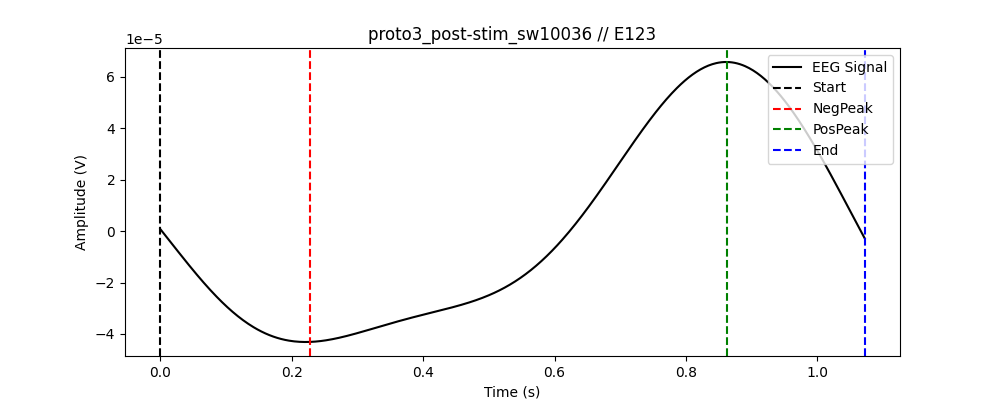 proto3_post-stim_sw10036 // E123
1e−5
6
4
2
0
−2
−4
Amplitude (V)
EEG Signal
Start
NegPeak
PosPeak
End
0.0 0.2 0.4 0.6 0.8 1.0
Time (s)